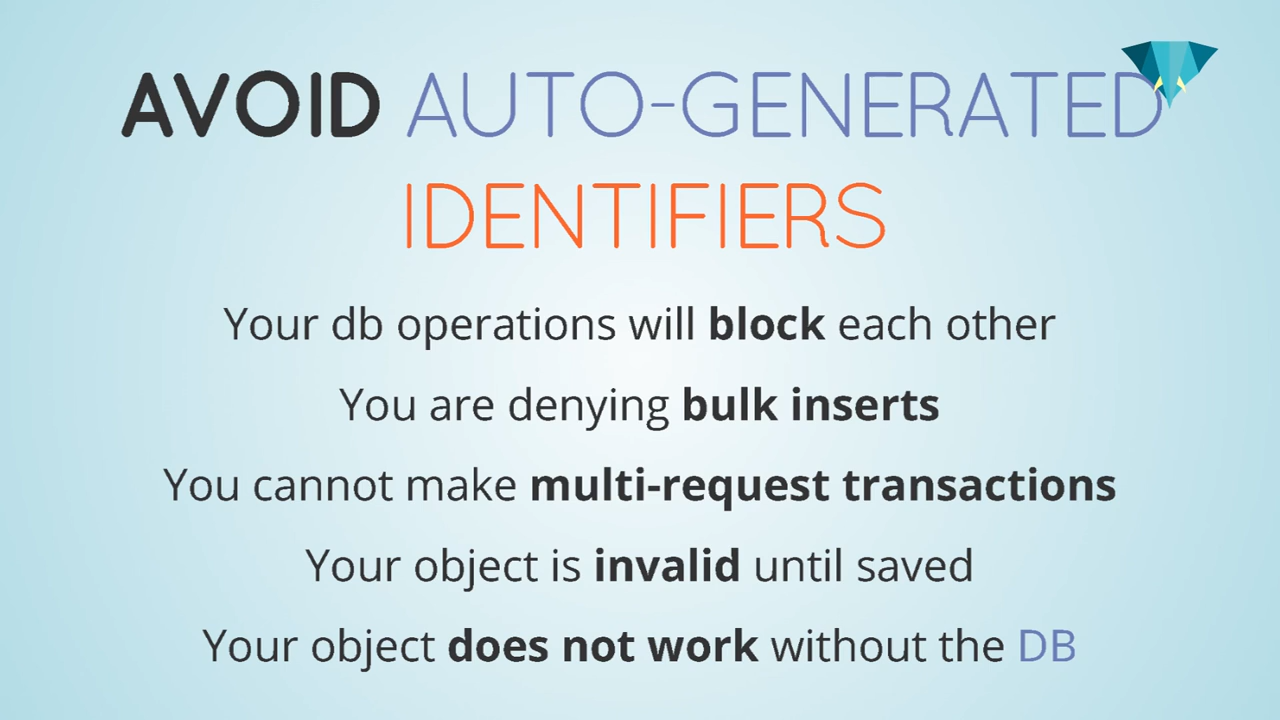 AVOID AUTO-GENERATED
IDENTIFIERS
Your db operations will block each other
You are denying bulk inserts
You cannot make multi-request transactions
Your object is invalid until saved
Your object does not work without the DB